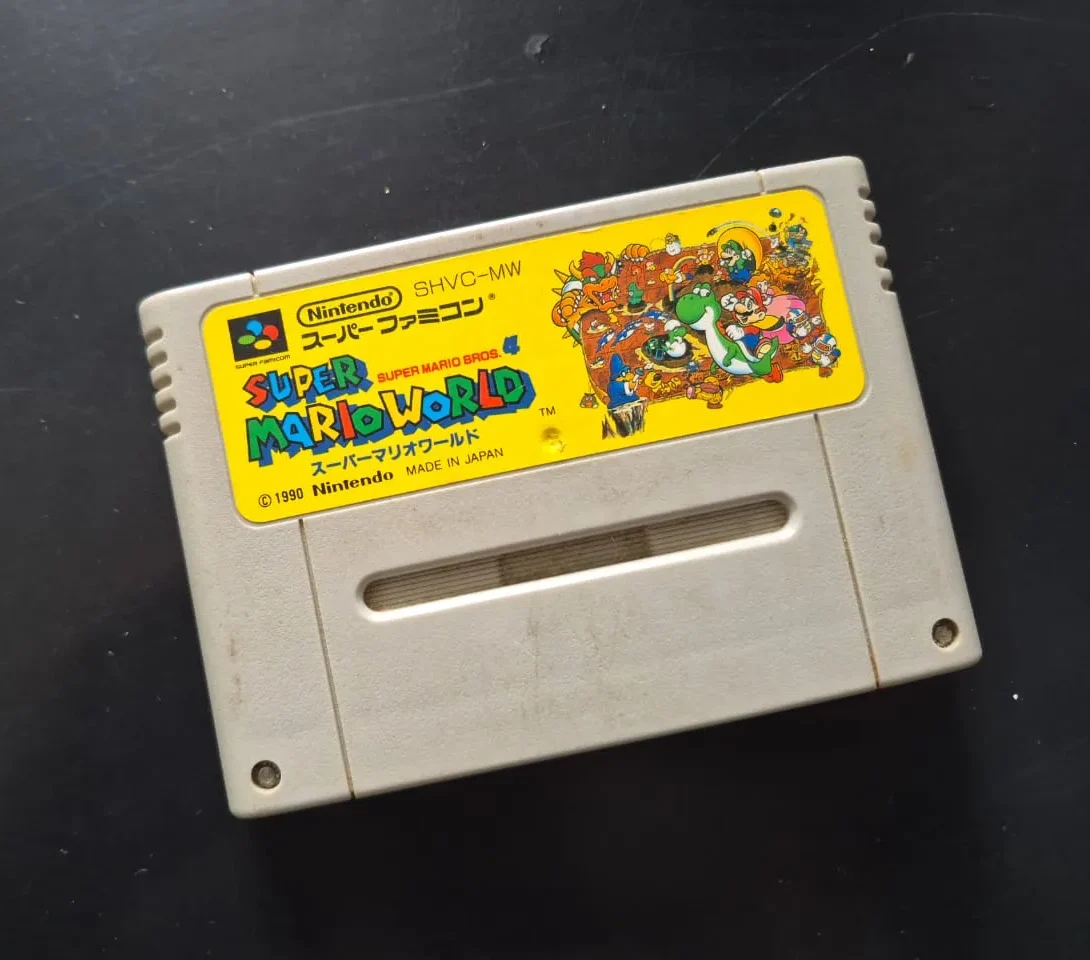 Nintendo® SHVC-MW
スーパーファミコン®
SUPER FAMICOM
SUPER MARIO BROS. 4
SUPER
MARIO WORLD TM
スーパーマリオワールド
© 1990 Nintendo MADE IN JAPAN